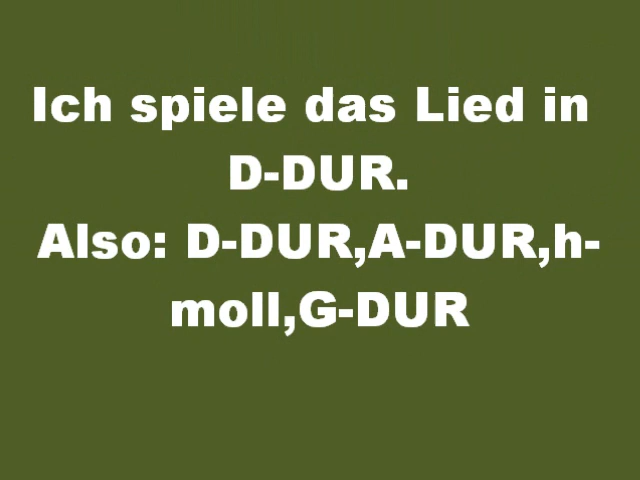 Ich spiele das Lied in
D-DUR.
Also: D-DUR,A-DUR,h-
moll,G-DUR